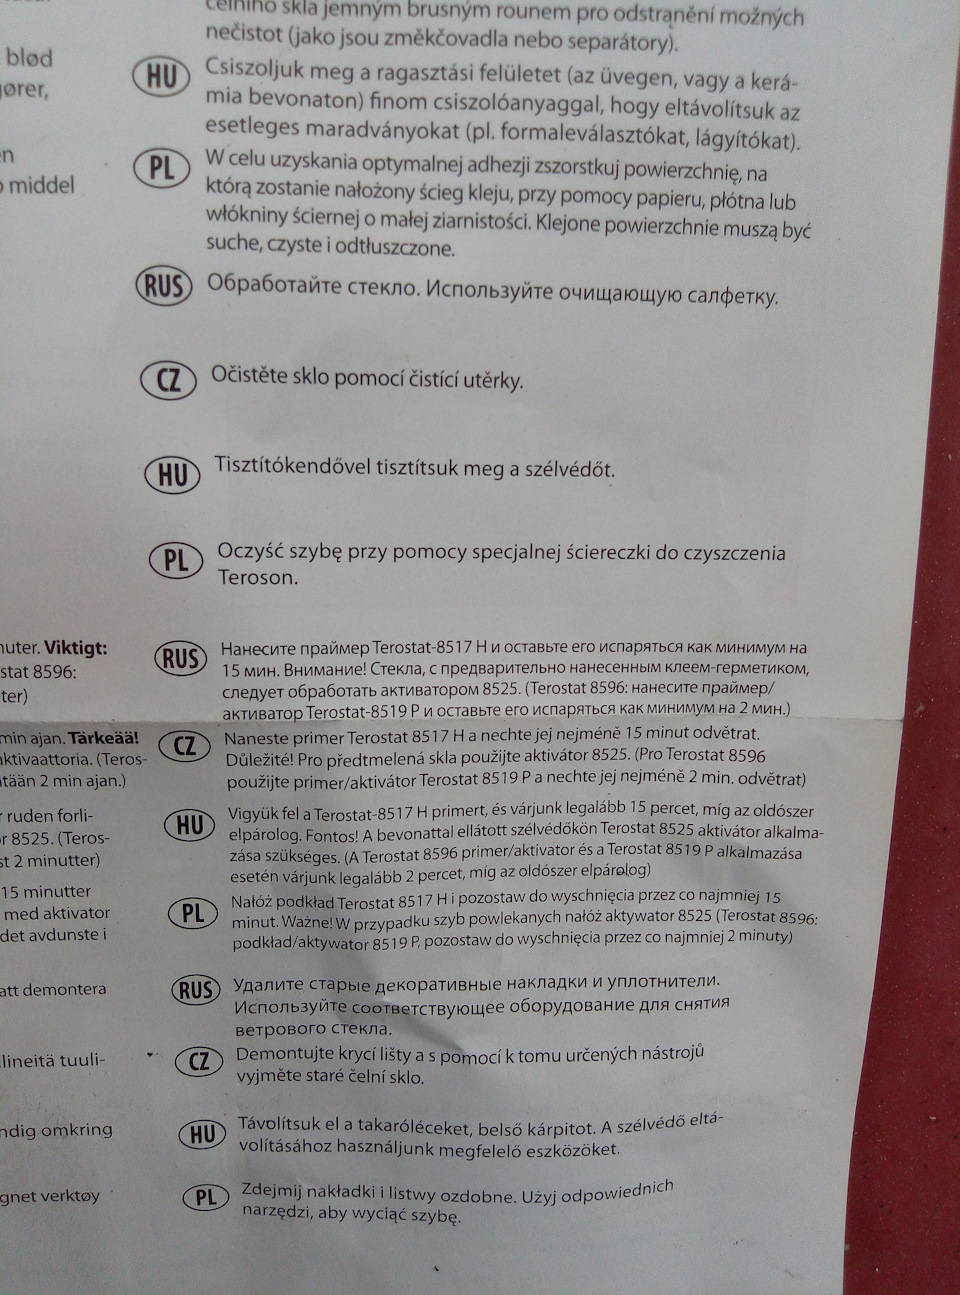 čelního skla jemným brusným rounem pro odstranění možných
nečistot (jako jsou změkčovadla nebo separátory).
HU Csiszoljuk meg a ragasztási felületet (az üvegen, vagy a kerá-
mia bevonaton) finom csiszolóanyaggal, hogy eltávolítsuk az
esetleges maradványokat (pl. formaleválasztókat, lágyítókat).
PL W celu uzyskania optymalnej adhezji zszorstkuj powierzchnię, na
którą zostanie nałożony ścieg kleju, przy pomocy papieru, płótna lub
włókniny ściernej o małej ziarnistości. Klejone powierzchnie muszą być
suche, czyste i odtłuszczone.
RUS Обработайте стекло. Используйте очищающую салфетку.
CZ Očistěte sklo pomocí čistící utěrky.
HU Tisztítókendővel tisztítsuk meg a szélvédőt.
PL Oczyść szybę przy pomocy specjalnej ściereczki do czyszczenia
Teroson.
RUS Нанесите праймер Terostat-8517 H и оставьте его испаряться как минимум на
15 мин. Внимание! Стекла, с предварительно нанесенным клеем-герметиком,
следует обработать активатором 8525. (Terostat 8596: нанесите праймер/
активатор Terostat-8519 P и оставьте его испаряться как минимум на 2 мин.)
CZ Naneste primer Terostat 8517 H a nechte jej nejméně 15 minut odvětrat.
Důležité! Pro předtmelená skla použijte aktivátor 8525. (Pro Terostat 8596
použijte primer/aktivátor Terostat 8519 P a nechte jej nejméně 2 min. odvětrat)
HU Vigyük fel a Terostat-8517 H primert, és várjunk legalább 15 percet, míg az oldószer
elpárolog. Fontos! A bevonattal ellátott szélvédőkön Terostat 8525 aktivátor alkalma-
zása szükséges. (A Terostat 8596 primer/aktivator és a Terostat 8519 P alkalmazása
esetén várjunk legalább 2 percet, míg az oldószer elpárolog)
PL Nałóż podkład Terostat 8517 H i pozostaw do wyschnięcia przez co najmniej 15
minut. Ważne! W przypadku szyb powlekanych nałóż aktywator 8525 (Terostat 8596:
podkład/aktywator 8519 P, pozostaw do wyschnięcia przez co najmniej 2 minuty)
RUS Удалите старые декоративные накладки и уплотнители.
Используйте соответствующее оборудование для снятия
ветрового стекла.
CZ Demontujte krycí lišty a s pomocí k tomu určených nástrojů
vyjměte staré čelní sklo.
HU Távolítsuk el a takaróléceket, belső kárpitot. A szélvédő eltá-
volításához használjunk megfelelő eszközöket.
PL Zdejmij nakładki i listwy ozdobne. Użyj odpowiednich
narzędzi, aby wyciąć szybę.
blød
middel
Viktigt:
stat 8596:
ter)
min ajan. Tärkeää!
aktivaattoria. (Teros-
2 min ajan.)
ruden forli-
8525. (Teros-
2 minutter)
15 minutter
med aktivator
det avdunste i
att demontera
lineitä tuuli-
omkring
verktøy